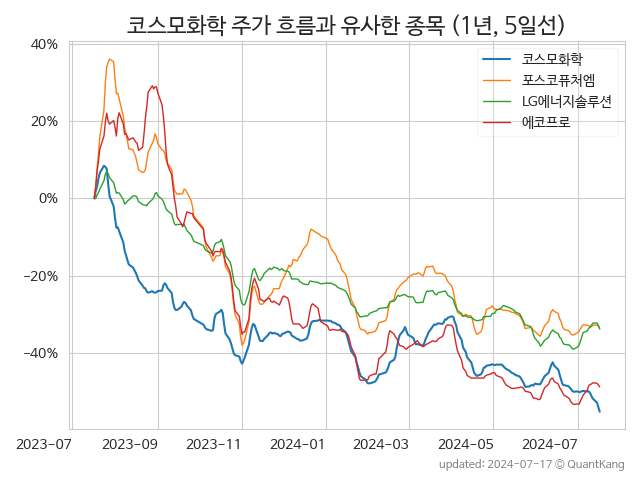 코스모화학 주가 흐름과 유사한 종목 (1년, 5일선)
코스모화학
포스코퓨처엠
LG에너지솔루션
에코프로
40%
20%
0%
−20%
−40%
2023-07 2023-09 2023-11 2024-01 2024-03 2024-05 2024-07
updated: 2024-07-17 © QuantKang